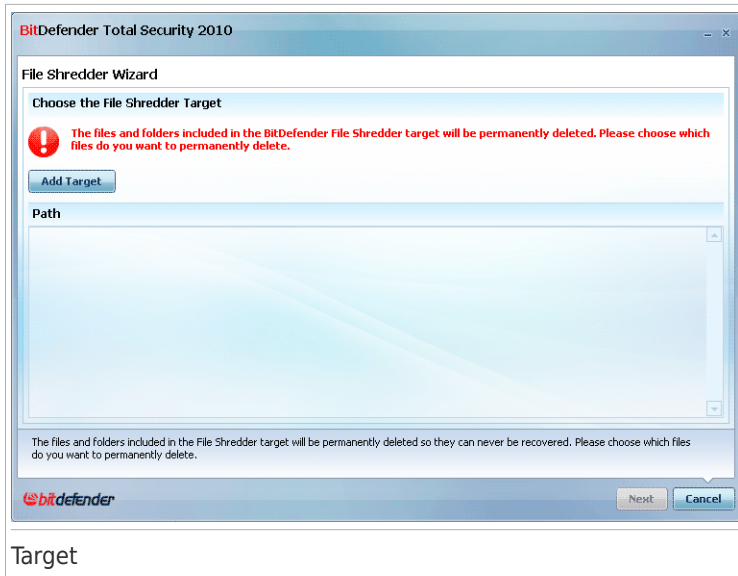 BitDefender Total Security 2010
File Shredder Wizard
Choose the File Shredder Target
The files and folders included in the BitDefender File Shredder target will be permanently deleted. Please choose which
files do you want to permanently delete.
Add Target
Path
The files and folders included in the File Shredder target will be permanently deleted so they can never be recovered. Please choose which files
do you want to permanently delete.
bitdefender
Next
Cancel
Target